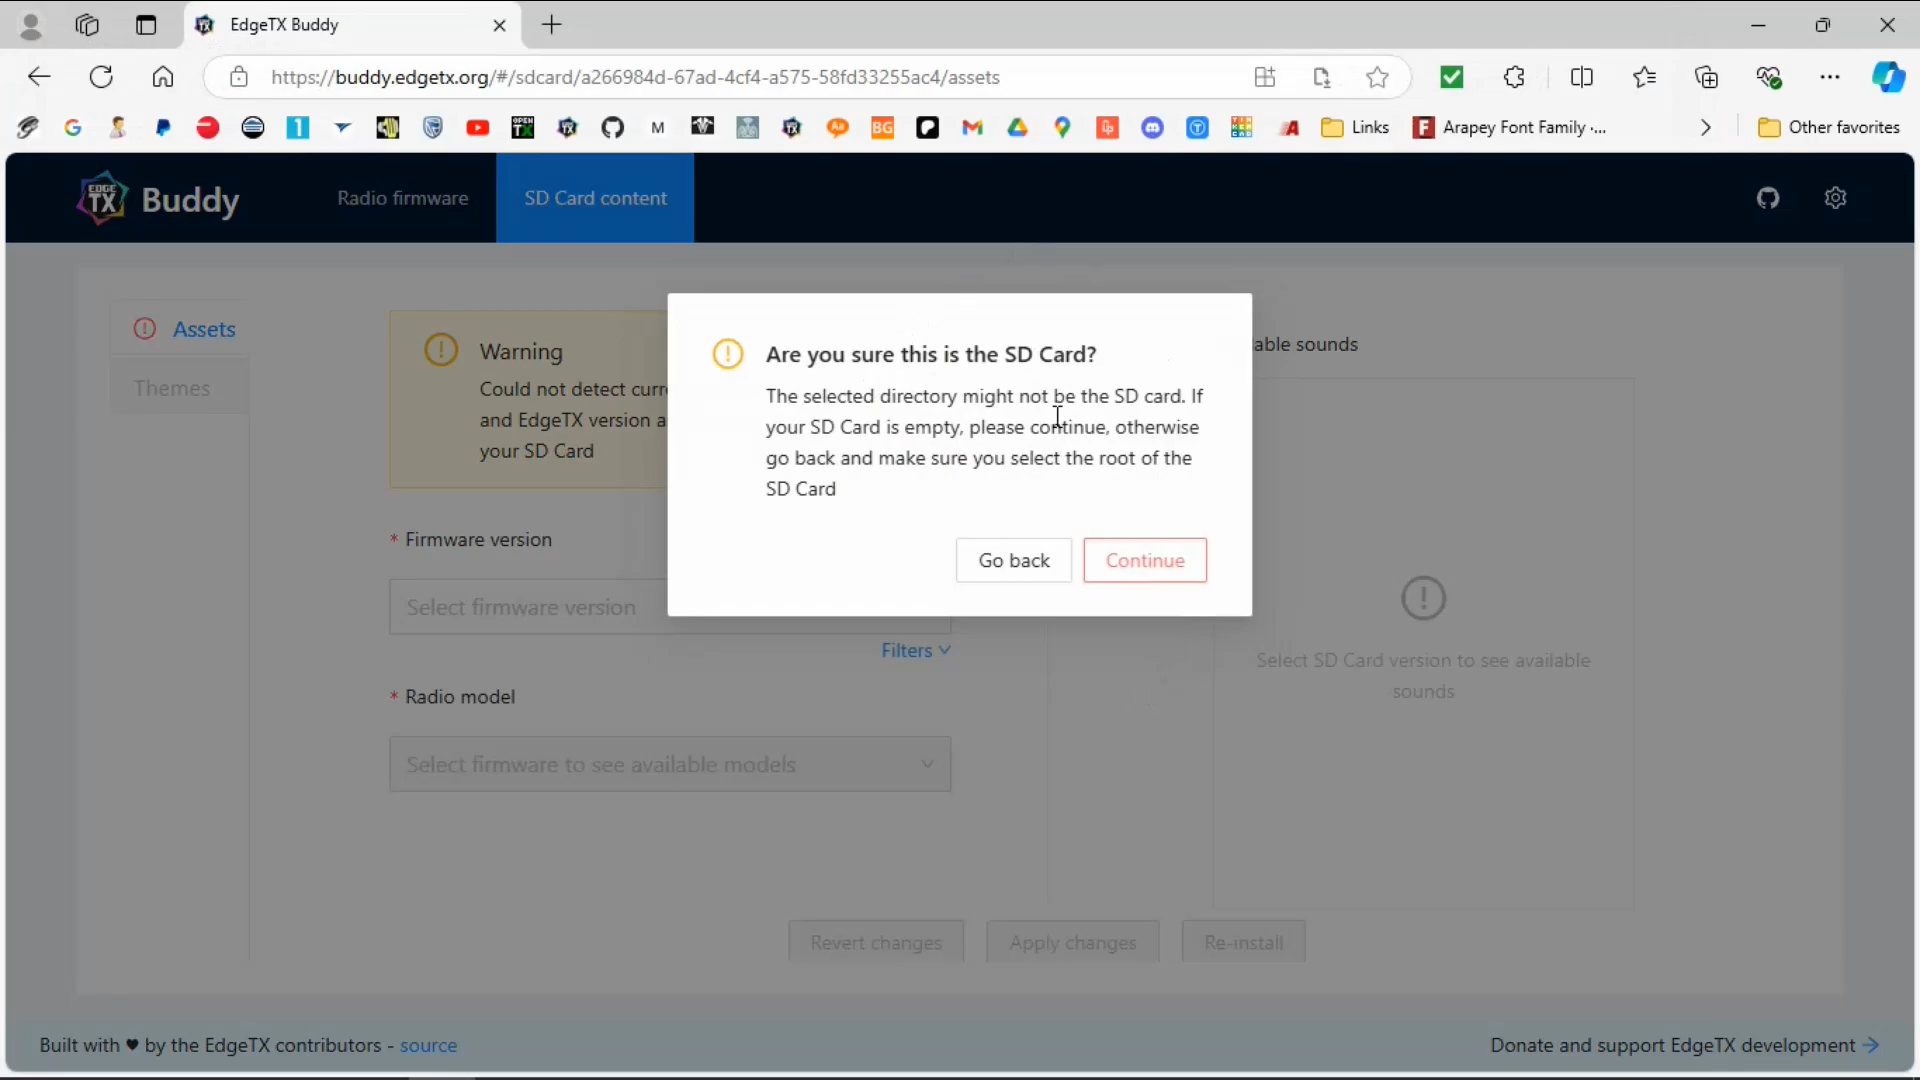 EdgeTX Buddy
https://buddy.edgetx.org/#/sdcard/a266984d-67ad-4cf4-a575-58fd33255ac4/assets
Links
Arapey Font Family -...
Other favorites
EDGE TX
Buddy
Radio firmware
SD Card content
Assets
Themes
Warning
Could not detect curr
and EdgeTX version a
your SD Card
* Firmware version
Select firmware version
Filters
* Radio model
Select firmware to see available models
Are you sure this is the SD Card?
The selected directory might not be the SD card. If
your SD Card is empty, please continue, otherwise
go back and make sure you select the root of the
SD Card
Go back
Continue
able sounds
Select SD Card version to see available
sounds
Revert changes
Apply changes
Re-install
Built with ♥ by the EdgeTX contributors - source
Donate and support EdgeTX development →